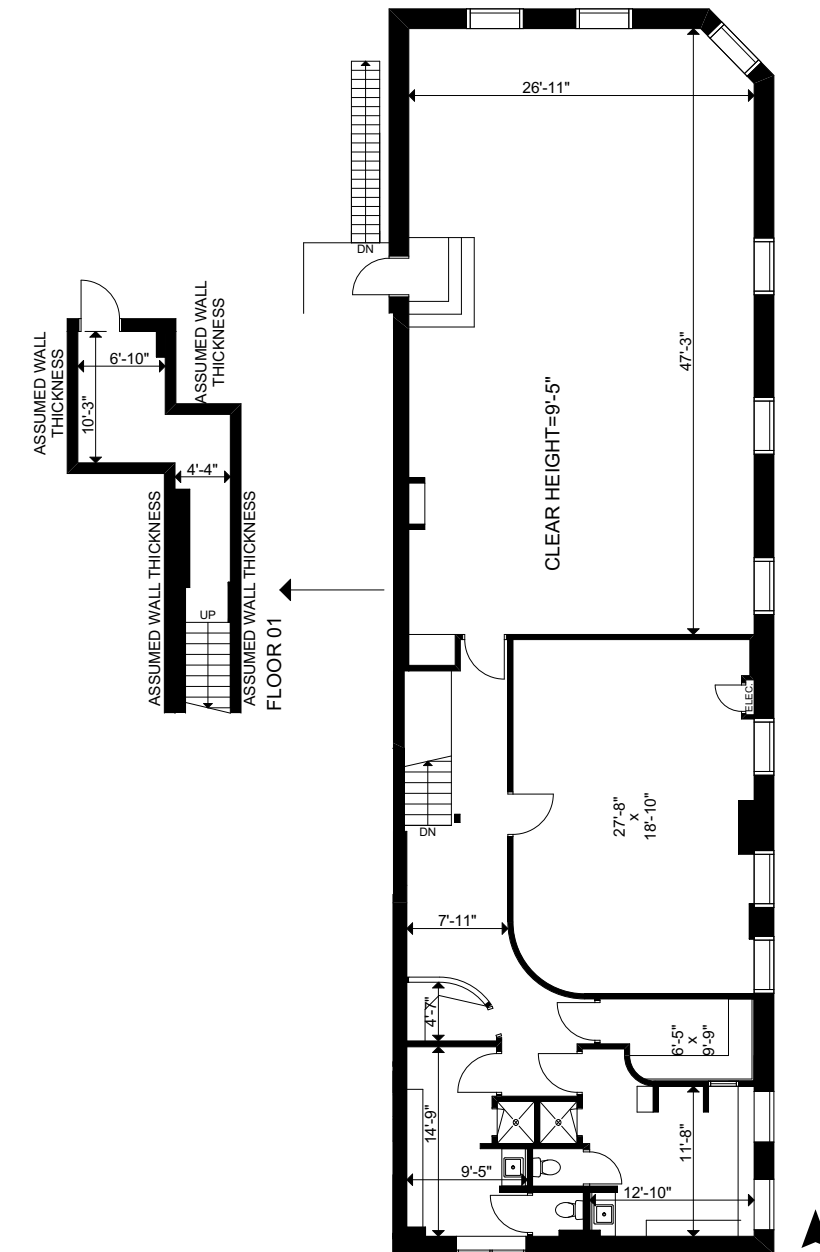 26'-11"
DN
47'-3"
ASSUMED WALL
THICKNESS
ASSUMED WALL
THICKNESS
6'-10"
10'-3"
4'-4"
CLEAR HEIGHT=9'-5"
ASSUMED WALL THICKNESS
ASSUMED WALL THICKNESS
UP
FLOOR 01
ELEC.
27'-8"
x
18'-10"
DN
7'-11"
4'-7"
6'-5"
x
9'-9"
14'-9"
11'-8"
9'-5"
12'-10"